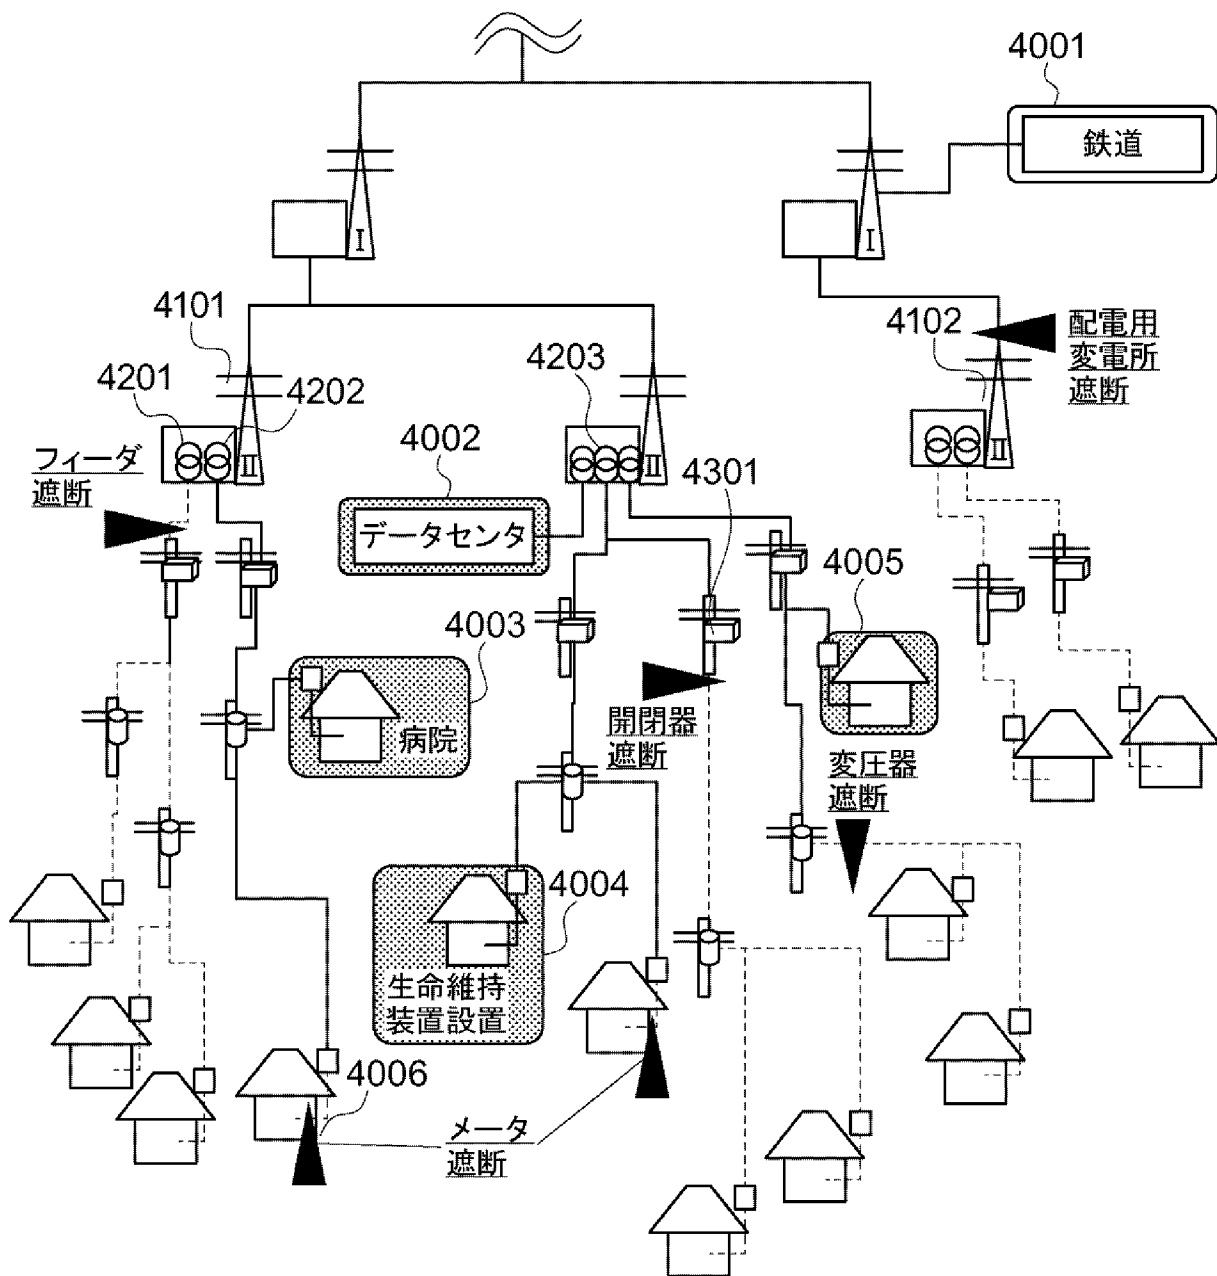 4001
鉄道
I
I
4101
4102
配電用
変電所
遮断
4201
4202
4203
II
II
II
フィーダ
遮断
4002
データセンタ
4301
4003
病院
4005
開閉器
遮断
変圧器
遮断
4004
生命維持
装置設置
4006
メータ
遮断